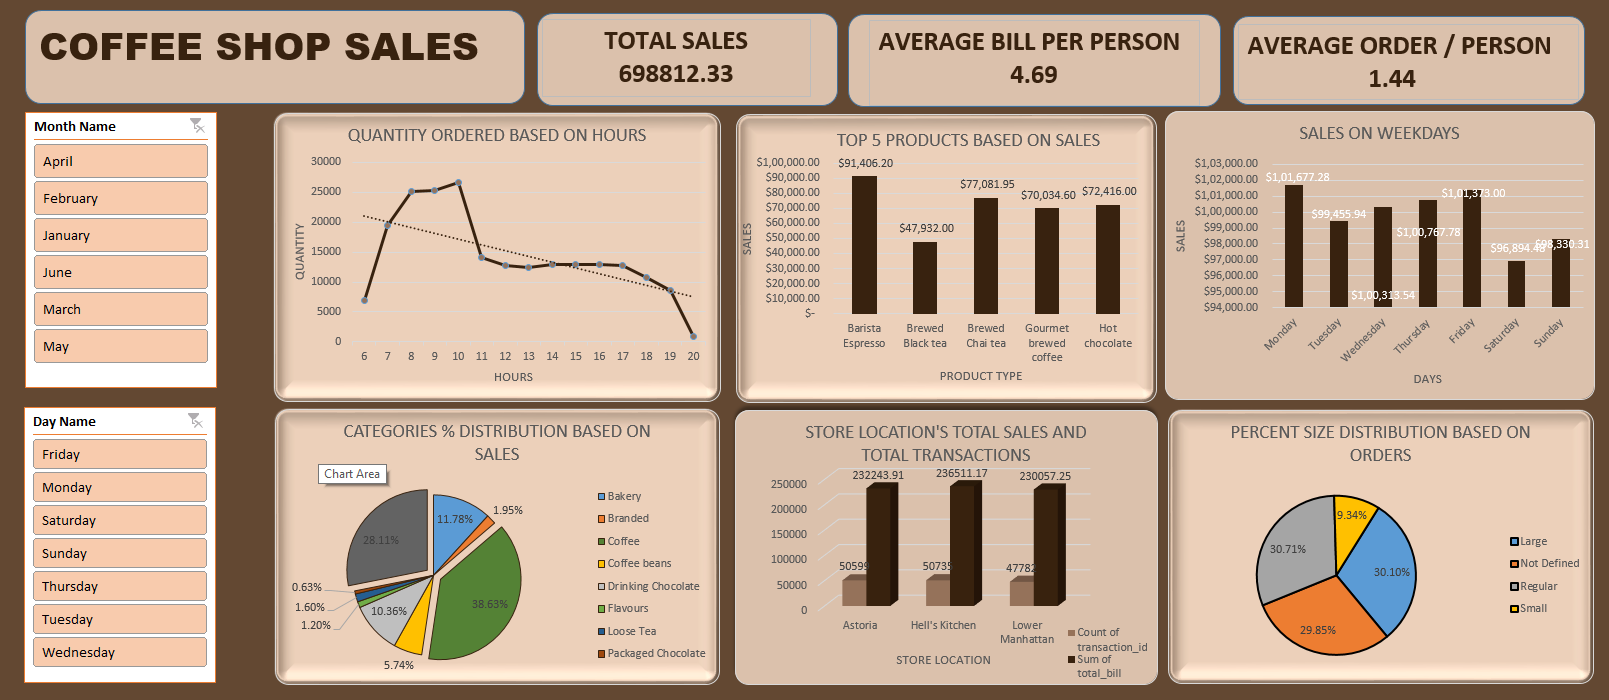 COFFEE SHOP SALES
TOTAL SALES
698812.33
AVERAGE BILL PER PERSON
4.69
AVERAGE ORDER / PERSON
1.44
Month Name
April
February
January
June
March
May
Day Name
Friday
Monday
Saturday
Sunday
Thursday
Tuesday
Wednesday
QUANTITY ORDERED BASED ON HOURS
30000
25000
20000
15000
10000
5000
0
QUANTITY
6 7 8 9 10 11 12 13 14 15 16 17 18 19 20
HOURS
TOP 5 PRODUCTS BASED ON SALES
$1,00,000.00
$90,000.00
$80,000.00
$70,000.00
$60,000.00
$50,000.00
$40,000.00
$30,000.00
$20,000.00
$10,000.00
$-
SALES
$91,406.20
$47,932.00
$77,081.95
$70,034.60
$72,416.00
Barista
Espresso
Brewed
Black tea
Brewed
Chai tea
Gourmet
brewed
coffee
Hot
chocolate
PRODUCT TYPE
SALES ON WEEKDAYS
$1,03,000.00
$1,02,000.00
$1,01,000.00
$1,00,000.00
$99,000.00
$98,000.00
$97,000.00
$96,000.00
$95,000.00
$94,000.00
SALES
$1,01,677.28
$99,455.94
$1,00,313.54
$1,00,767.78
$1,01,373.00
$96,894.48
$98,330.31
Monday
Tuesday
Wednesday
Thursday
Friday
Saturday
Sunday
DAYS
CATEGORIES % DISTRIBUTION BASED ON
SALES
Chart Area
11.78%
1.95%
38.63%
5.74%
10.36%
1.20%
1.60%
0.63%
28.11%
Bakery
Branded
Coffee
Coffee beans
Drinking Chocolate
Flavours
Loose Tea
Packaged Chocolate
STORE LOCATION'S TOTAL SALES AND
TOTAL TRANSACTIONS
250000
200000
150000
100000
50000
0
232243.91
236511.17
230057.25
50599
50735
47782
Astoria
Hell's Kitchen
Lower
Manhattan
STORE LOCATION
Count of
transaction_id
Sum of
total_bill
PERCENT SIZE DISTRIBUTION BASED ON
ORDERS
9.34%
30.10%
29.85%
30.71%
Large
Not Defined
Regular
Small